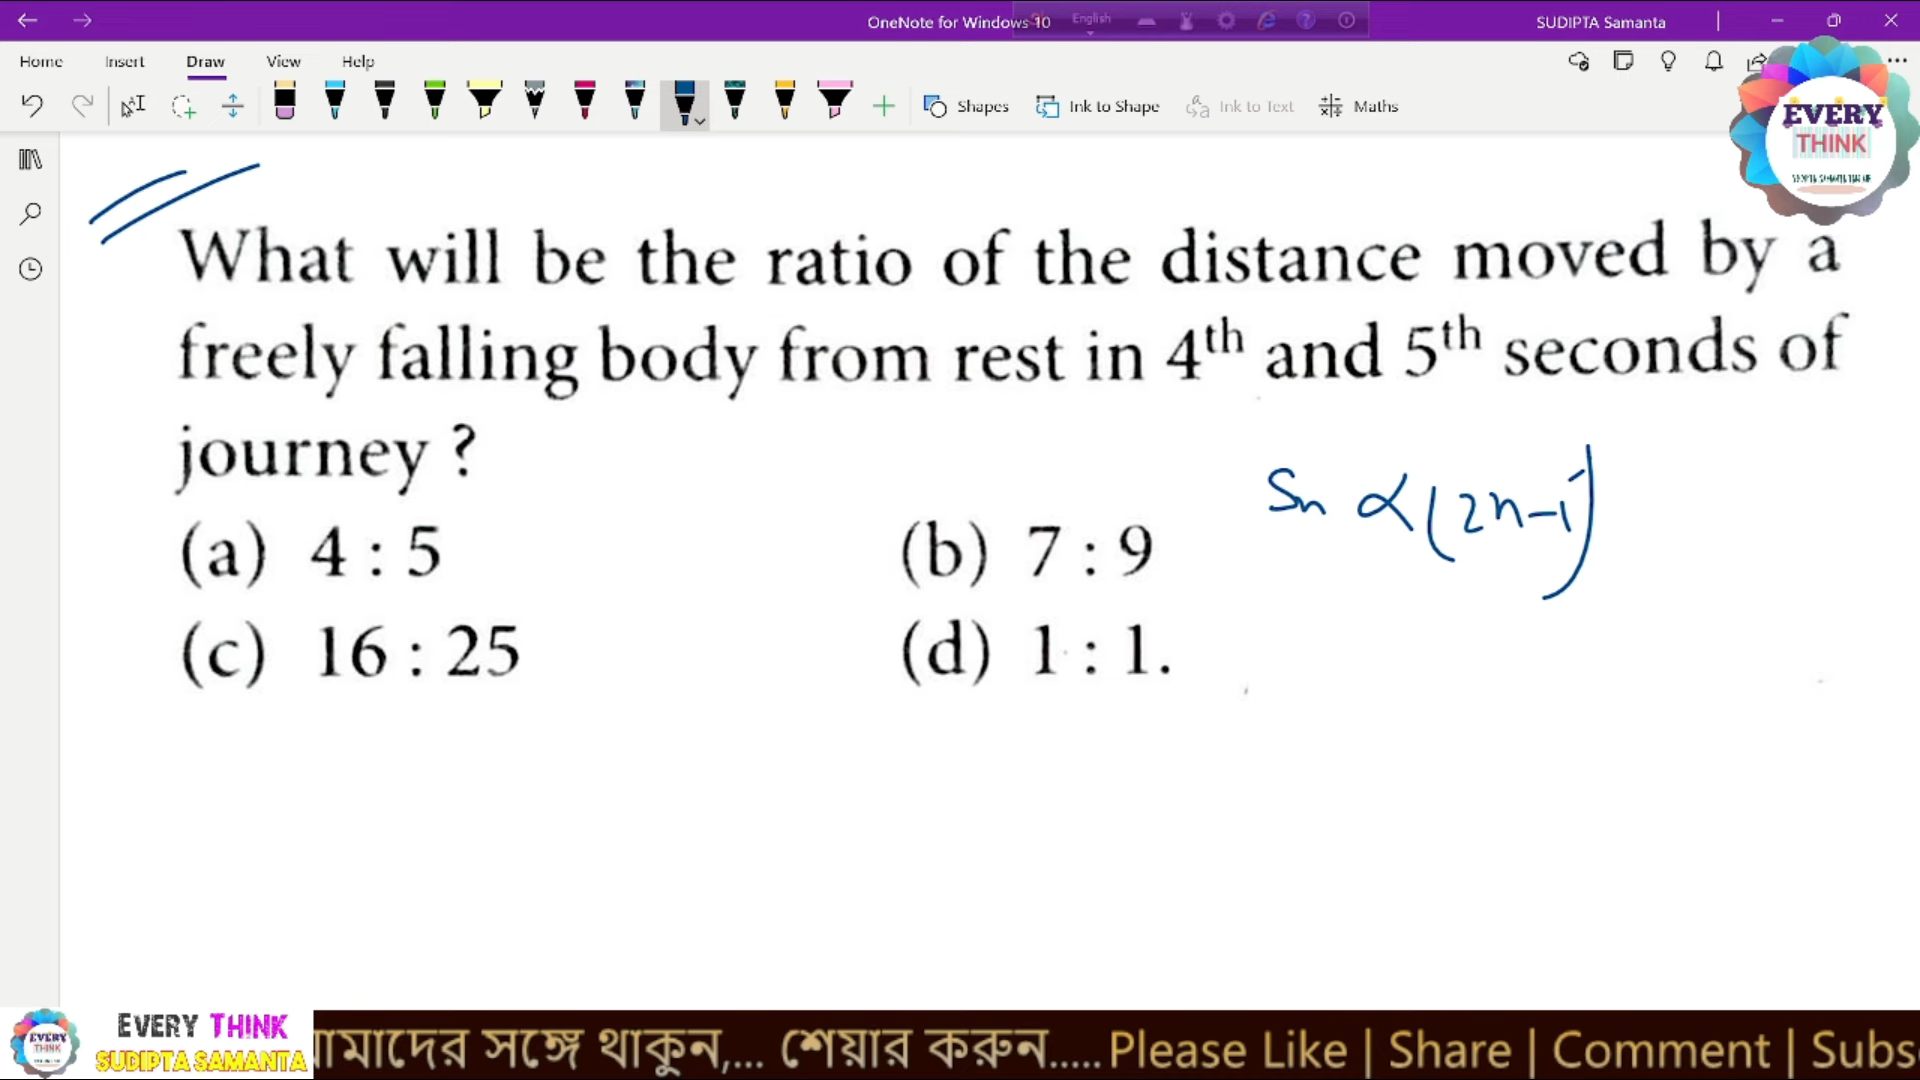 OneNote for Windows 10
English
SUDIPTA Samanta
Home Insert Draw View Help
Shapes Ink to Shape Ink to Text Maths
EVERY
THINK
What will be the ratio of the distance moved by a
freely falling body from rest in 4th and 5th seconds of
journey ?
Sn ∝ (2n-1)
(a) 4 : 5 (b) 7 : 9
(c) 16 : 25 (d) 1 : 1.
EVERY THINK
SUDIPTA SAMANTA
মাদের সঙ্গে থাকুন,... শেয়ার করুন..... Please Like | Share | Comment | Subs